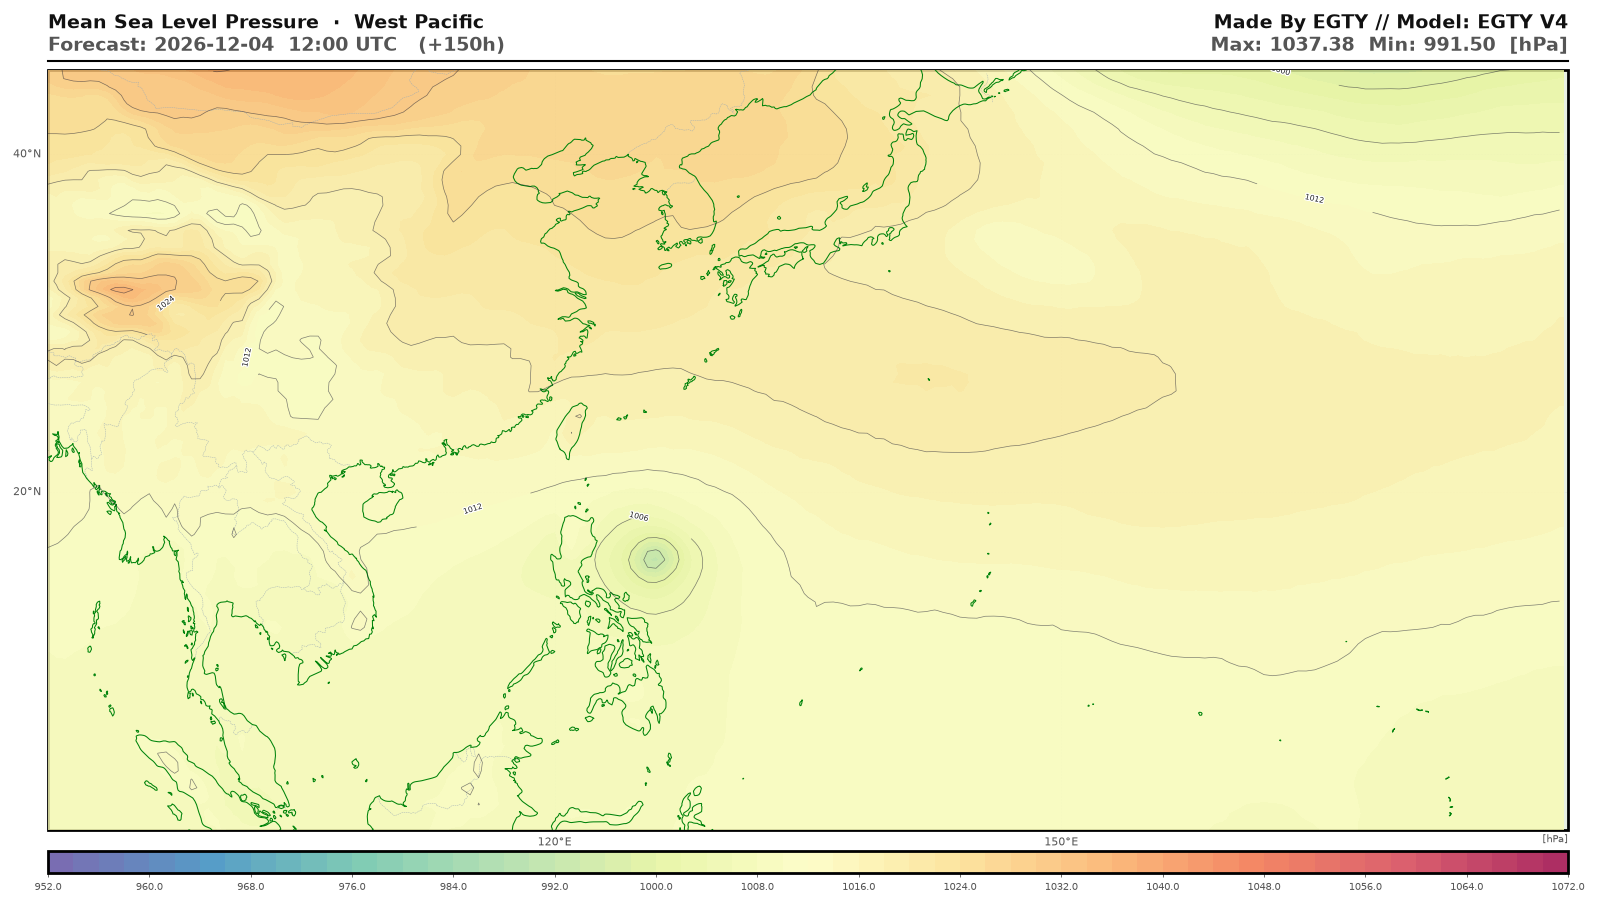 Mean Sea Level Pressure · West Pacific
Made By EGTY // Model: EGTY V4
Forecast: 2026-12-04 12:00 UTC (+150h)
Max: 1037.38 Min: 991.50 [hPa]
40°N
1012
1024
1012
20°N
1012
1006
120°E
150°E
[hPa]
952.0 960.0 968.0 976.0 984.0 992.0 1000.0 1008.0 1016.0 1024.0 1032.0 1040.0 1048.0 1056.0 1064.0 1072.0